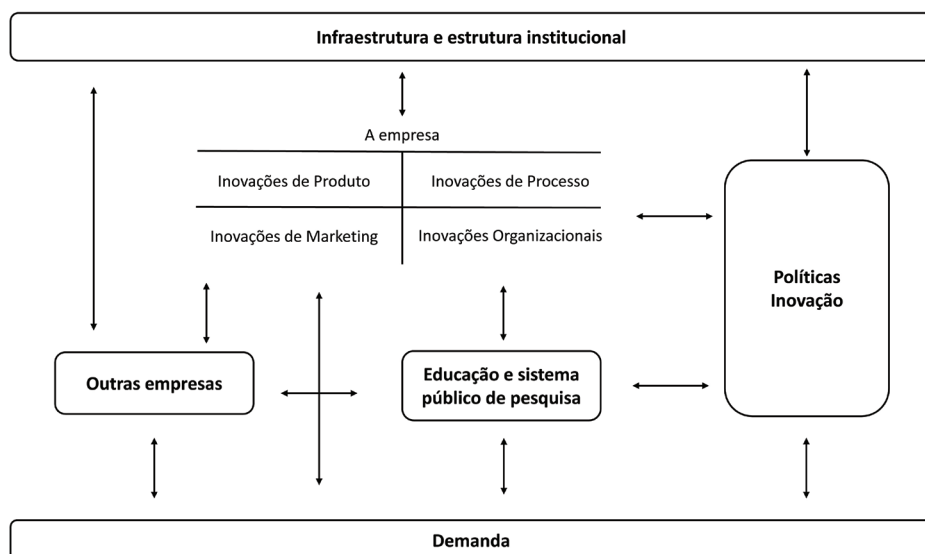 Infraestrutura e estrutura institucional
A empresa
Inovações de Produto
Inovações de Processo
Inovações de Marketing
Inovações Organizacionais
Políticas
Inovação
Outras empresas
Educação e sistema
público de pesquisa
Demanda